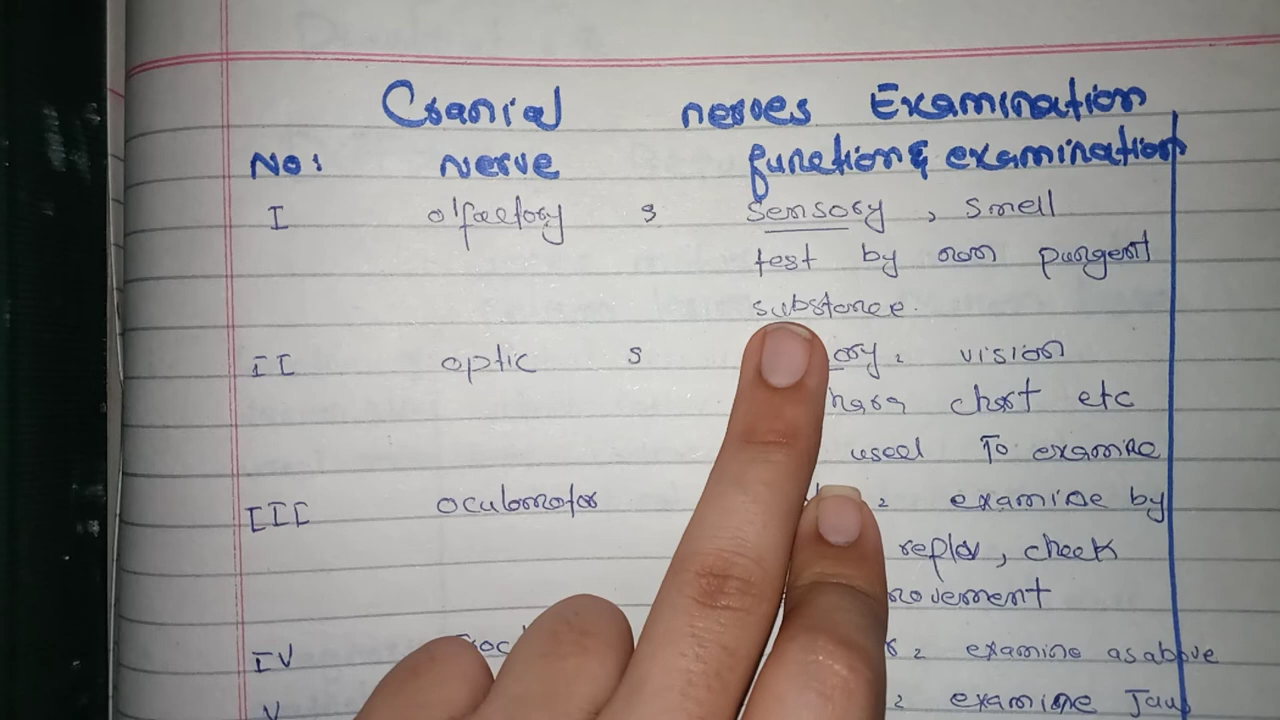 Cranial nerves Examination
No: nerve function & examination
I olfactory s sensory, smell
test by non pungent
substance.
II optic s vision
chart etc
used To examine
III oculomotor examine by
check
movement
IV examine as above
V examine Jaw